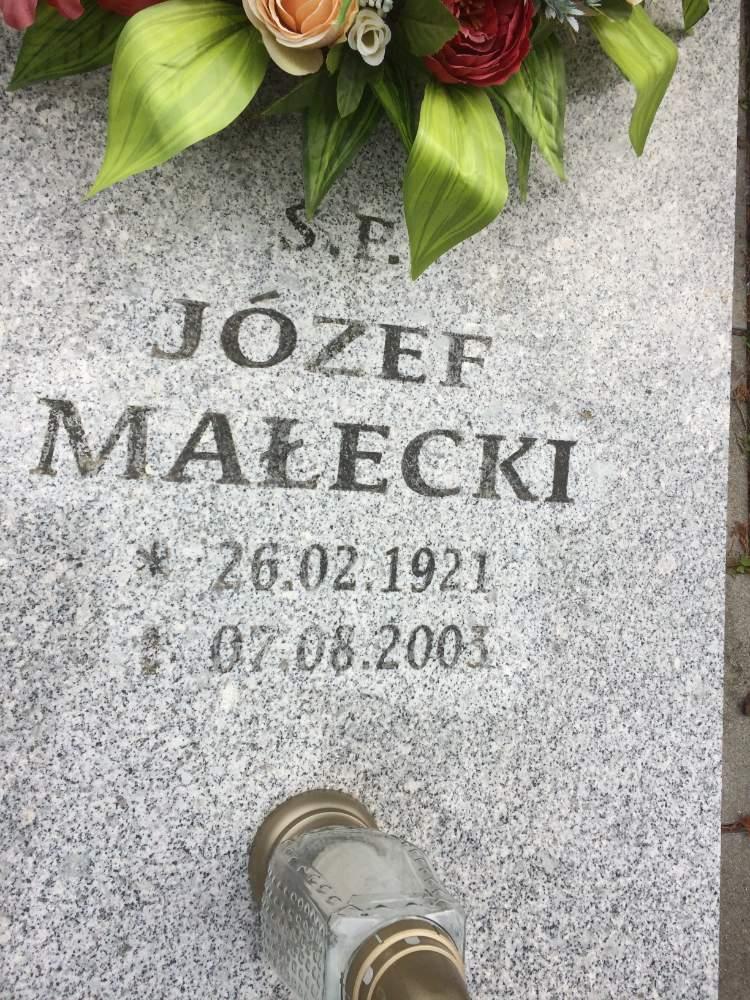 Ś.P.
JÓZEF
MAŁECKI
* 26.02.1921
† 07.08.2003